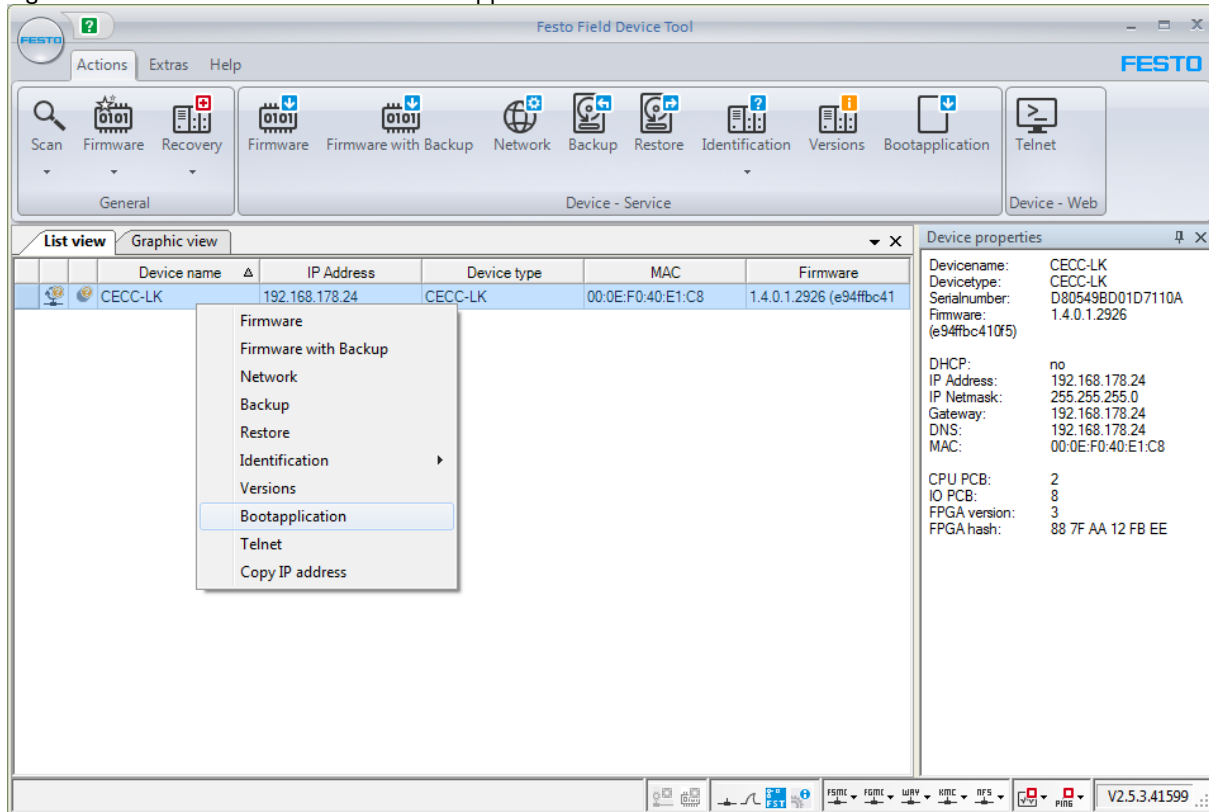 FESTO
?
Festo Field Device Tool
Actions Extras Help
FESTO
Scan Firmware Recovery
General
Firmware Firmware with Backup Network Backup Restore Identification Versions Bootapplication
Device - Service
Telnet
Device - Web
List view Graphic view
Device name IP Address Device type MAC Firmware
CECC-LK 192.168.178.24 CECC-LK 00:0E:F0:40:E1:C8 1.4.0.1.2926 (e94ffbc41
Firmware
Firmware with Backup
Network
Backup
Restore
Identification
Versions
Bootapplication
Telnet
Copy IP address
Device properties
Devicename: CECC-LK
Devicetype: CECC-LK
Serialnumber: D80549BD01D7110A
Firmware: 1.4.0.1.2926
(e94ffbc410f5)
DHCP: no
IP Address: 192.168.178.24
IP Netmask: 255.255.255.0
Gateway: 192.168.178.24
DNS: 192.168.178.24
MAC: 00:0E:F0:40:E1:C8
CPU PCB: 2
IO PCB: 8
FPGA version: 3
FPGA hash: 88 7F AA 12 FB EE
FST PING V2.5.3.41599